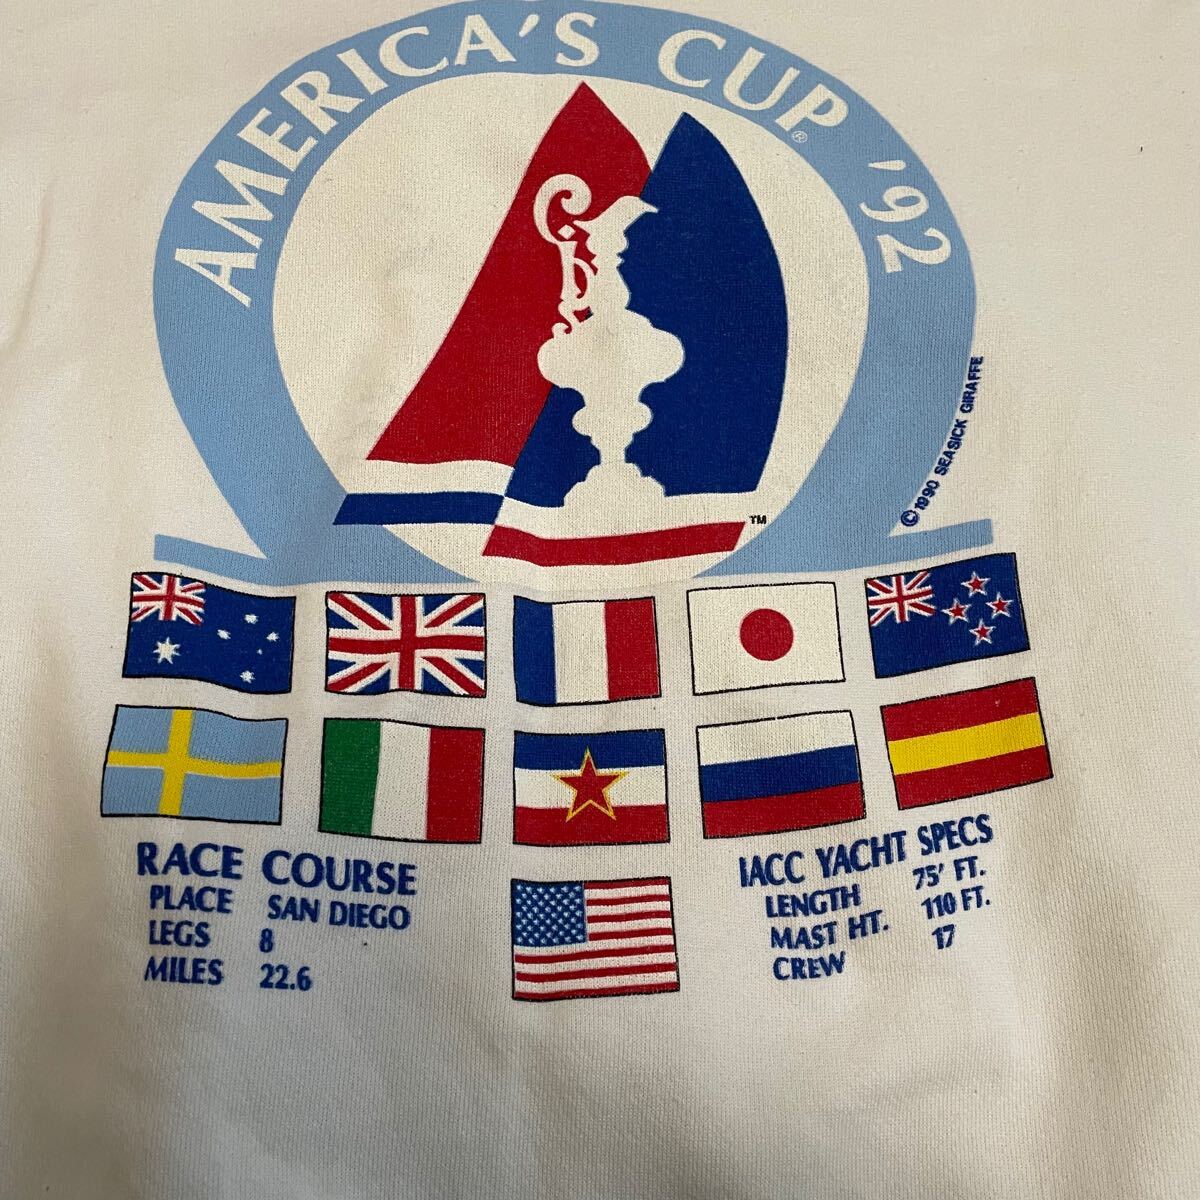 AMERICA'S CUP® '92
TM
©1990 SEASICK GIRAFFE
RACE COURSE
PLACE SAN DIEGO
LEGS 8
MILES 22.6
IACC YACHT SPECS
LENGTH 75' FT.
MAST HT. 110 FT.
CREW 17